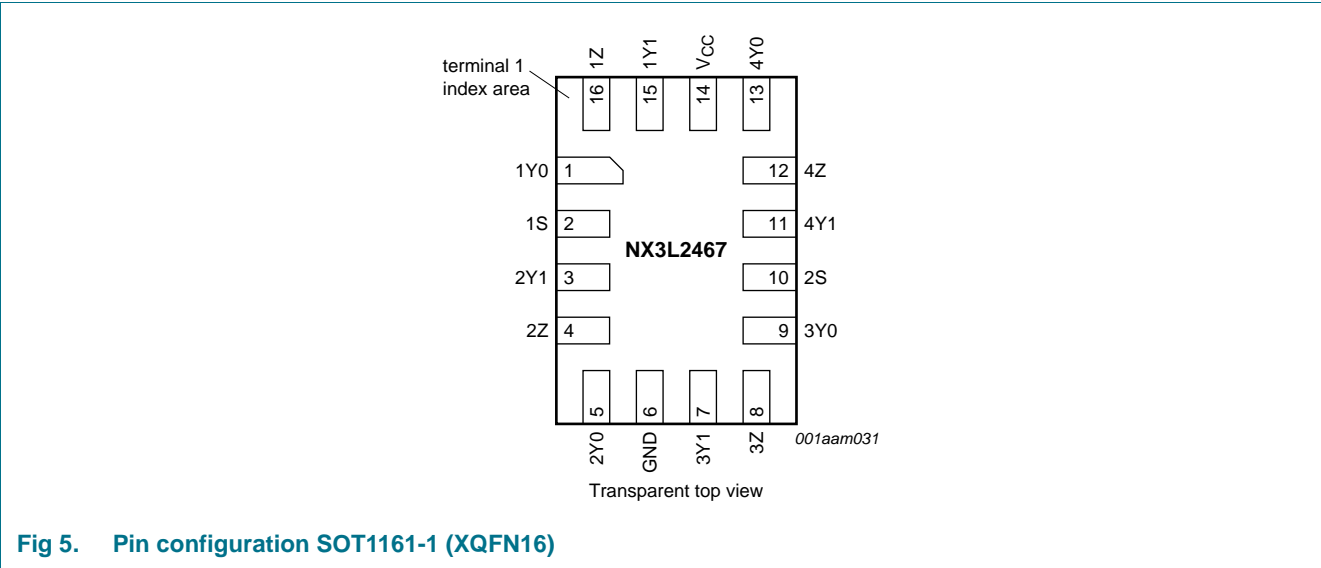 terminal 1
index area
1Z 1Y1 VCC 4Y0
16 15 14 13
1Y0 1 12 4Z
1S 2 11 4Y1
NX3L2467
2Y1 3 10 2S
2Z 4 9 3Y0
5 6 7 8
2Y0 GND 3Y1 3Z
001aam031
Transparent top view
Fig 5. Pin configuration SOT1161-1 (XQFN16)